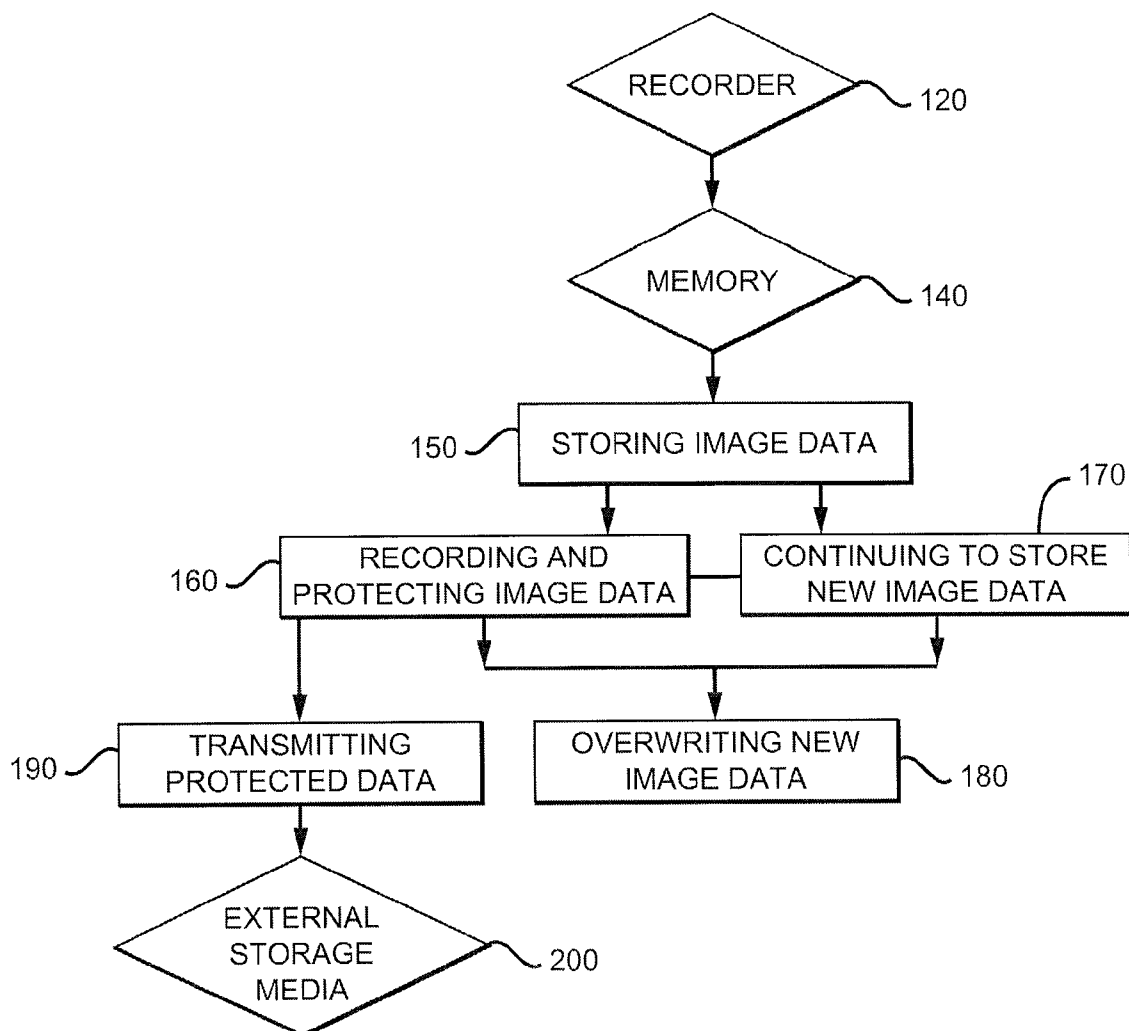 RECORDER
120
MEMORY
140
150
STORING IMAGE DATA
170
160
RECORDING AND
PROTECTING IMAGE DATA
CONTINUING TO STORE
NEW IMAGE DATA
190
TRANSMITTING
PROTECTED DATA
OVERWRITING NEW
IMAGE DATA
180
EXTERNAL
STORAGE
MEDIA
200